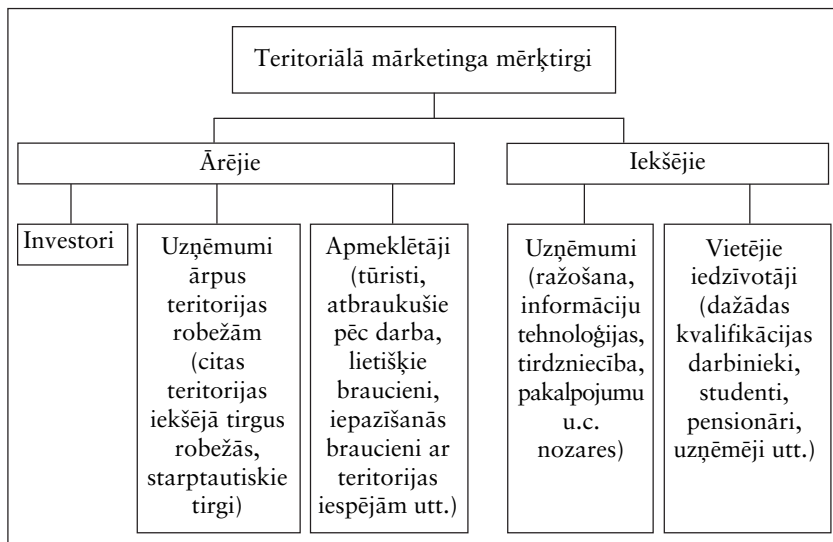 Teritoriālā mārketinga mērķtirgi
Ārējie
Iekšējie
Investori
Uzņēmumi
ārpus
teritorijas
robežām
(citas
teritorijas
iekšējā tirgus
robežās,
starptautiskie
tirgi)
Apmeklētāji
(tūristi,
atbraukušie
pēc darba,
lietišķie
braucieni,
iepazīšanās
braucieni ar
teritorijas
iespējām utt.)
Uzņēmumi
(ražošana,
informāciju
tehnoloģijas,
tirdzniecība,
pakalpojumu
u.c.
nozares)
Vietējie
iedzīvotāji
(dažādas
kvalifikācijas
darbinieki,
studenti,
pensionāri,
uzņēmēji utt.)